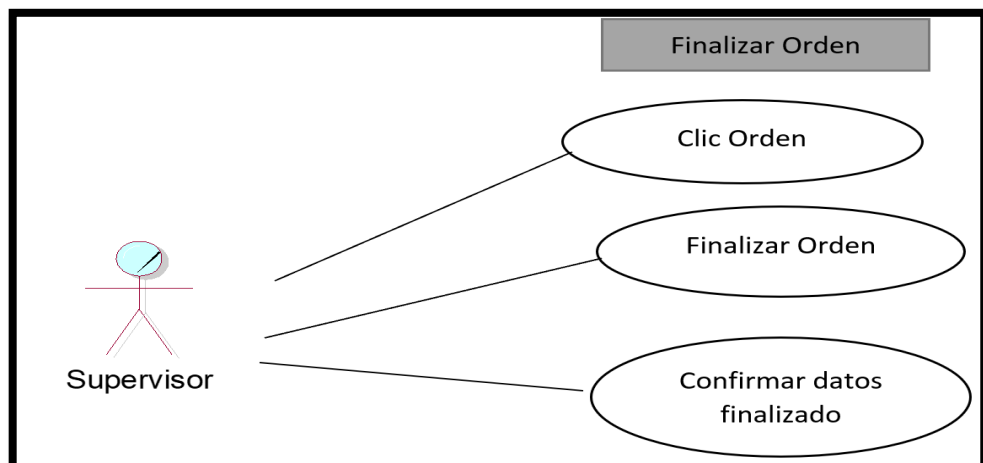 Finalizar Orden
Clic Orden
Finalizar Orden
Supervisor
Confirmar datos
finalizado